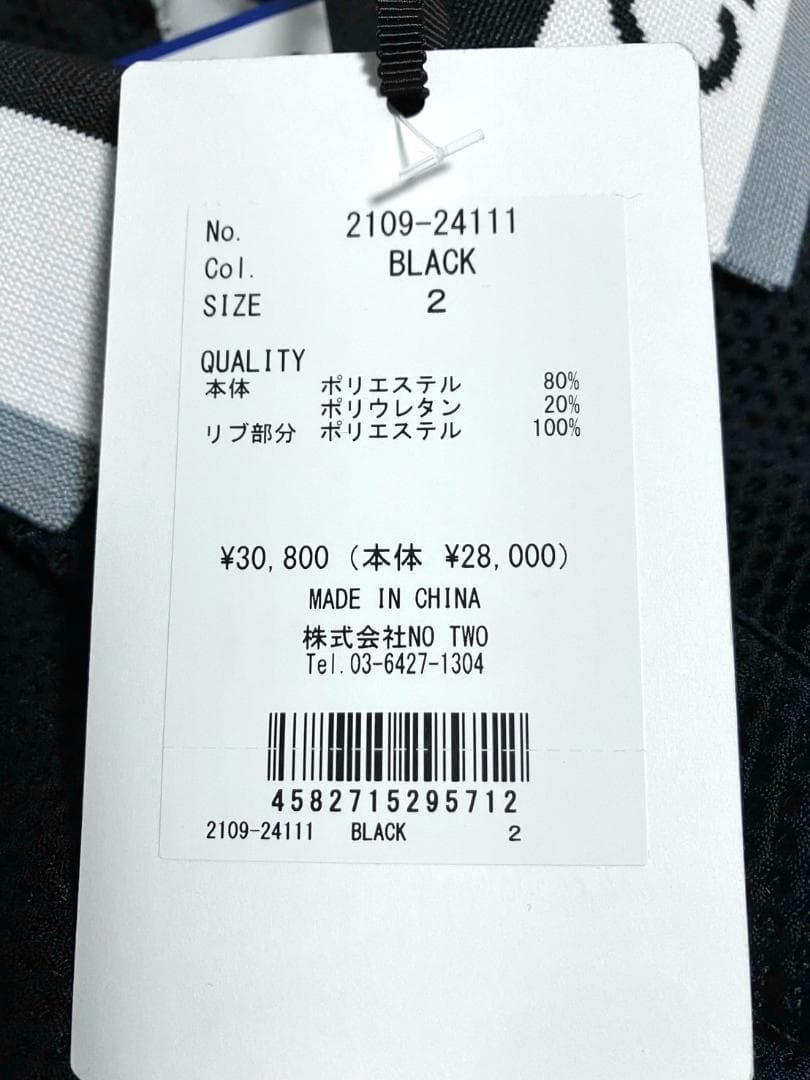 No. 2109-24111
Col. BLACK
SIZE 2
QUALITY
本体 ポリエステル 80%
ポリウレタン 20%
リブ部分 ポリエステル 100%
¥30,800 (本体 ¥28,000)
MADE IN CHINA
株式会社NO TWO
Tel.03-6427-1304
4582715295712
2109-24111 BLACK 2